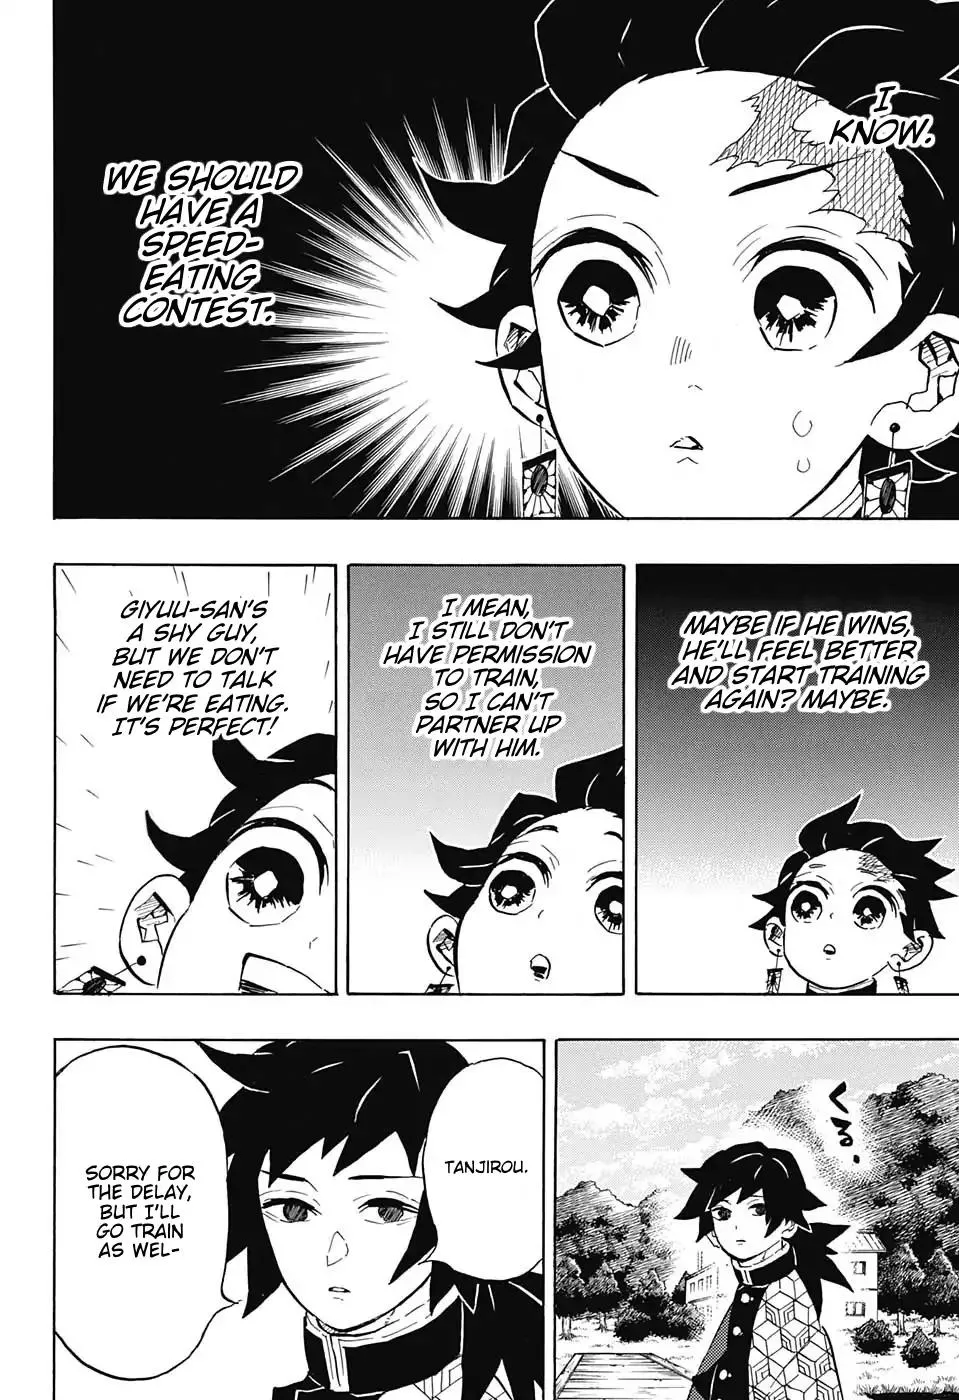 I
KNOW.
WE SHOULD
HAVE A
SPEED-
EATING
CONTEST.
MAYBE IF HE WINS,
HE'LL FEEL BETTER
AND START TRAINING
AGAIN? MAYBE.
I MEAN,
I STILL DON'T
HAVE PERMISSION
TO TRAIN,
SO I CAN'T
PARTNER UP
WITH HIM.
GIYUU-SAN'S
A SHY GUY,
BUT WE DON'T
NEED TO TALK
IF WE'RE EATING.
IT'S PERFECT!
くるっ
TANJIROU.
SORRY FOR
THE DELAY,
BUT I'LL
GO TRAIN
AS WEL-